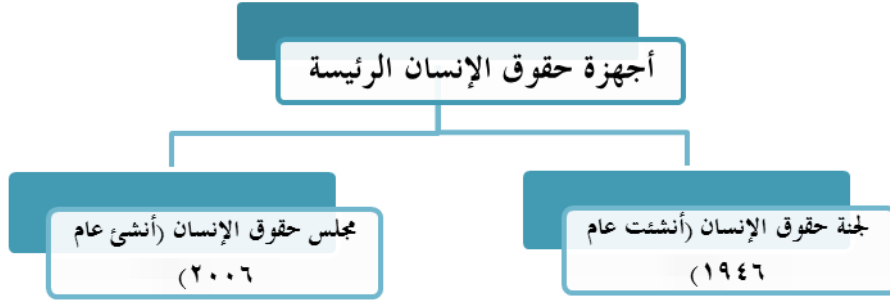 أجهزة حقوق الإنسان الرئيسة
لجنة حقوق الإنسان (أنشئت عام
١٩٤٦)
مجلس حقوق الإنسان (أنشئ عام
٢٠٠٦)